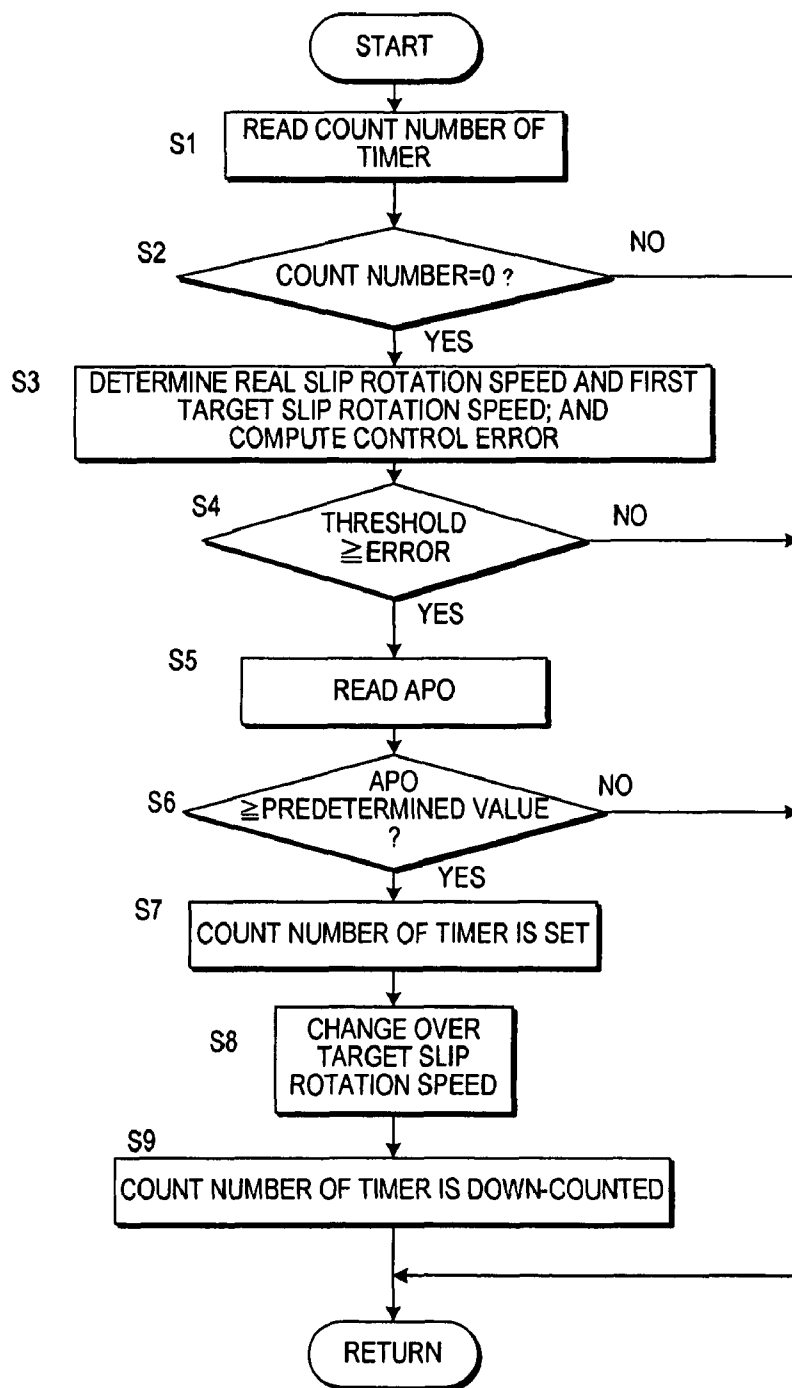 START
S1
READ COUNT NUMBER OF
TIMER
S2
COUNT NUMBER=0 ?
NO
YES
S3
DETERMINE REAL SLIP ROTATION SPEED AND FIRST
TARGET SLIP ROTATION SPEED; AND
COMPUTE CONTROL ERROR
S4
THRESHOLD
≧ERROR
NO
YES
S5
READ APO
S6
APO
≧PREDETERMINED VALUE
?
NO
YES
S7
COUNT NUMBER OF TIMER IS SET
S8
CHANGE OVER
TARGET SLIP
ROTATION SPEED
S9
COUNT NUMBER OF TIMER IS DOWN-COUNTED
RETURN